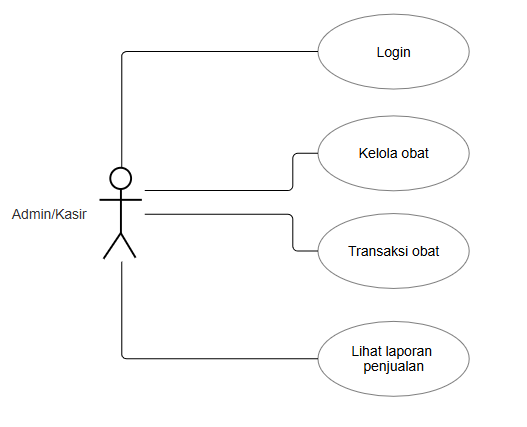 Login
Kelola obat
Admin/Kasir
Transaksi obat
Lihat laporan
penjualan